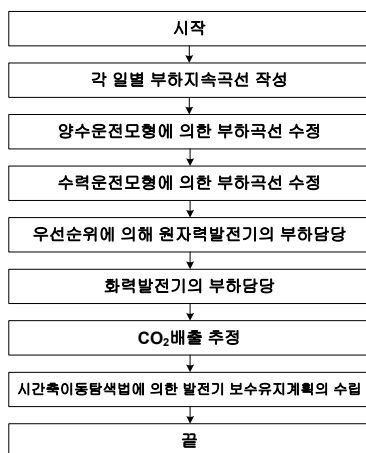 시작
각 일별 부하지속곡선 작성
양수운전모형에 의한 부하곡선 수정
수력운전모형에 의한 부하곡선 수정
우선순위에 의해 원자력발전기의 부하담당
화력발전기의 부하담당
CO₂배출 추정
시간축이동탐색법에 의한 발전기 보수유지계획의 수립
끝